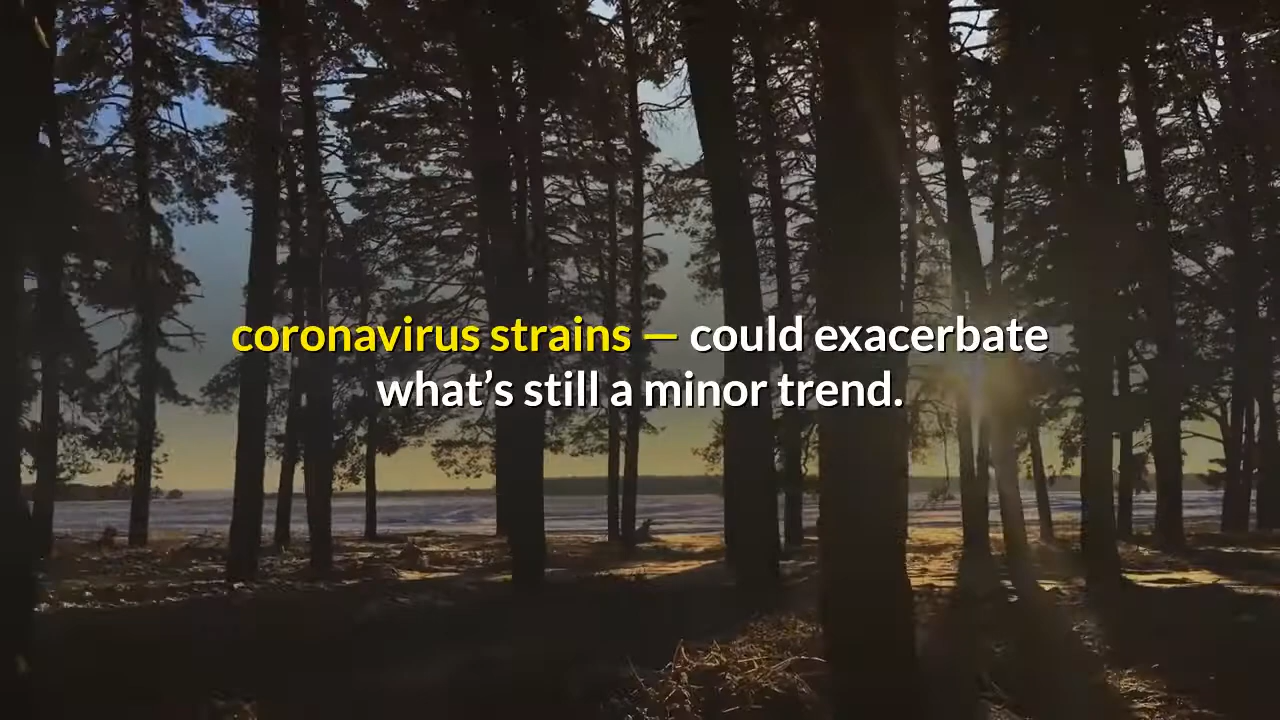 coronavirus strains — could exacerbate
what’s still a minor trend.